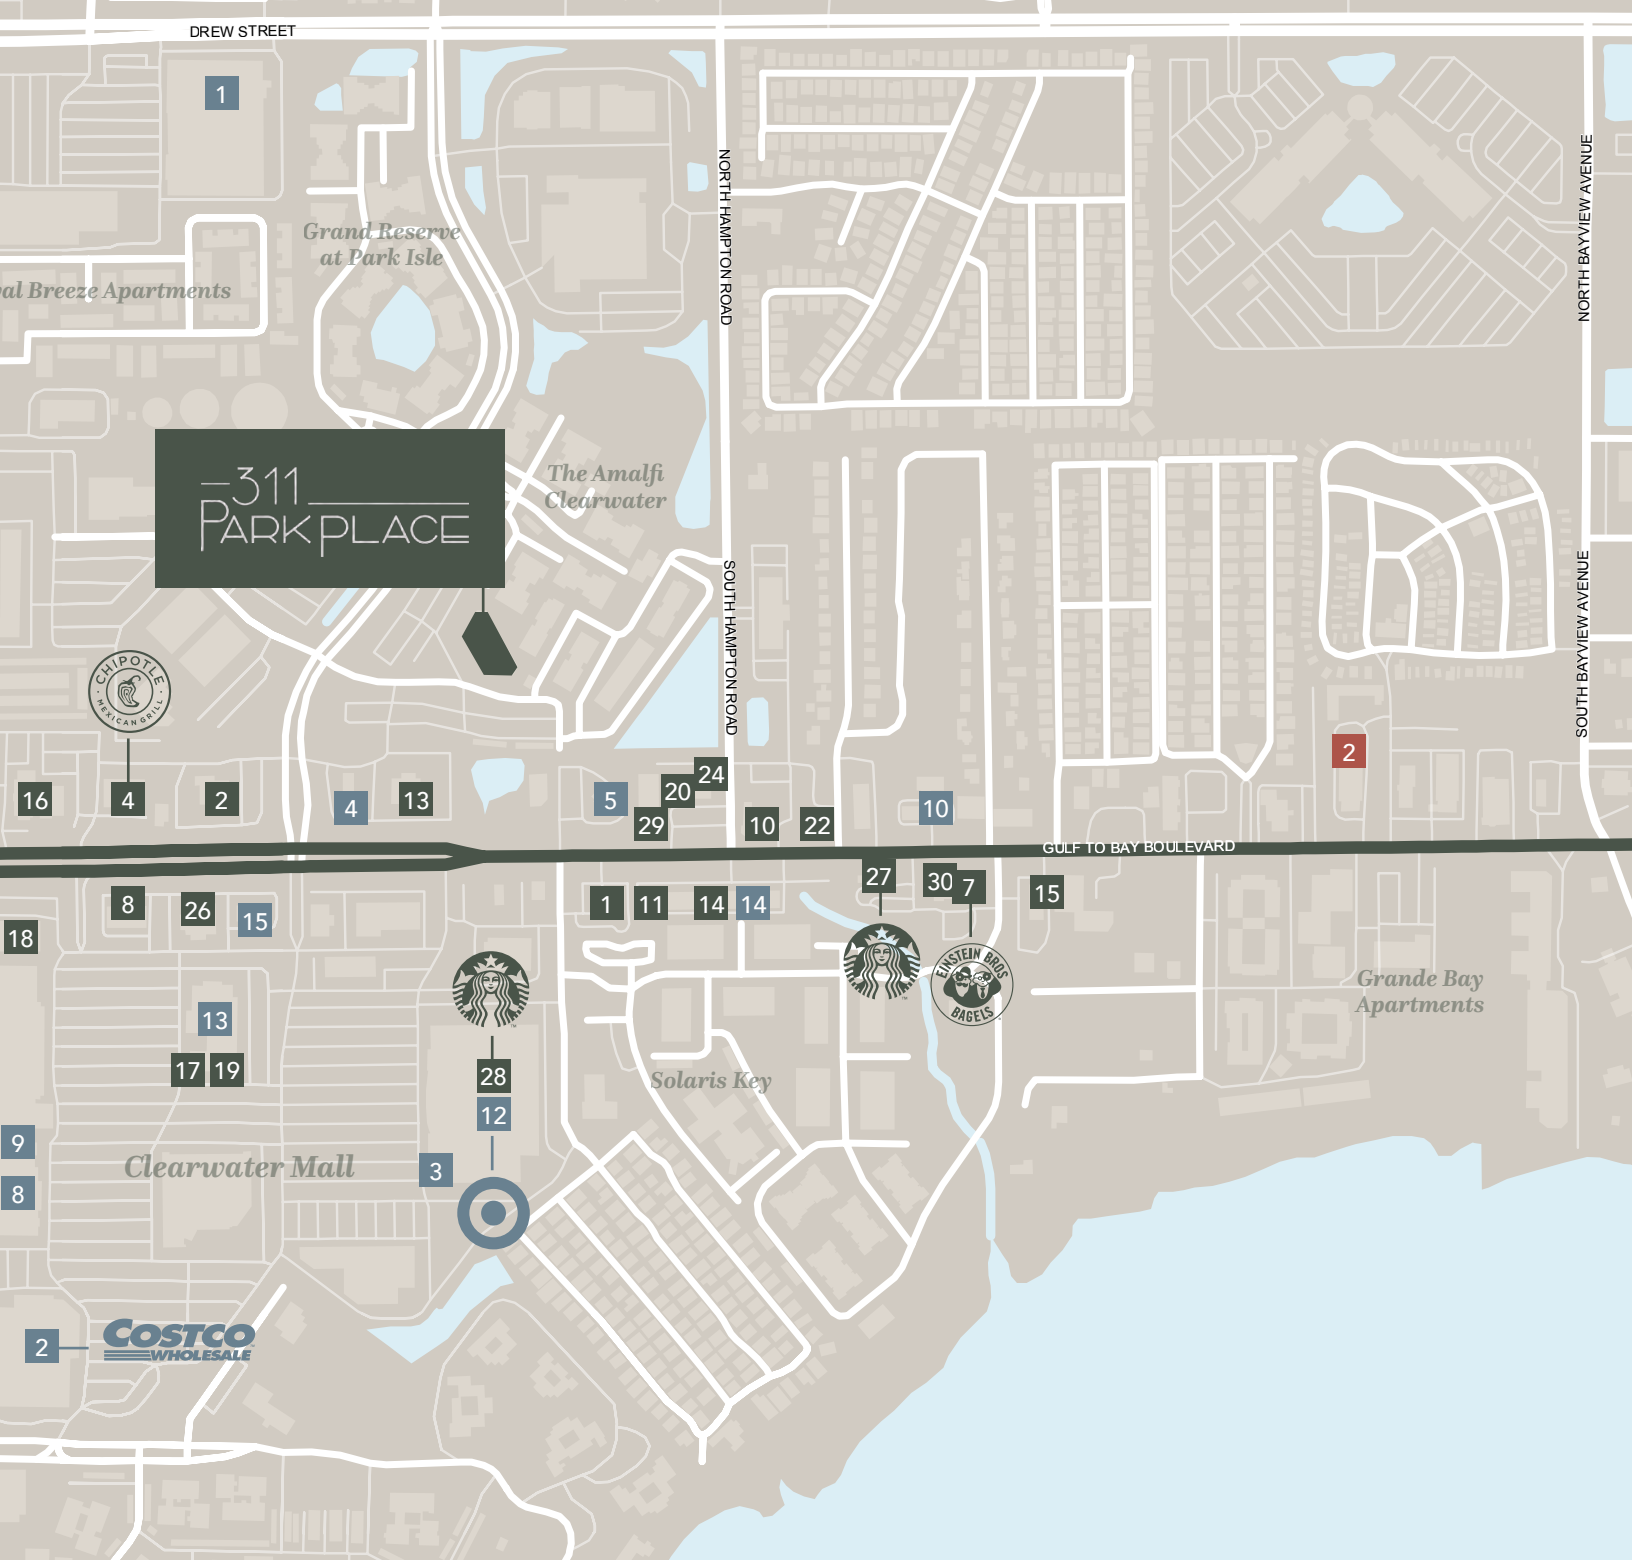 DREW STREET
1
NORTH HAMPTON ROAD
NORTH BAYVIEW AVENUE
Grand Reserve
at Park Isle
val Breeze Apartments
311
PARK PLACE
The Amalfi
Clearwater
SOUTH HAMPTON ROAD
SOUTH BAYVIEW AVENUE
CHIPOTLE
MEXICAN GRILL
2
16
4
2
4
13
5
29
20
24
10
22
10
GULF TO BAY BOULEVARD
8
26
15
18
1
11
14
14
27
30
7
15
EINSTEIN BROS
BAGELS
Grande Bay
Apartments
13
17
19
28
12
Solaris Key
9
8
Clearwater Mall
3
2
COSTCO
WHOLESALE